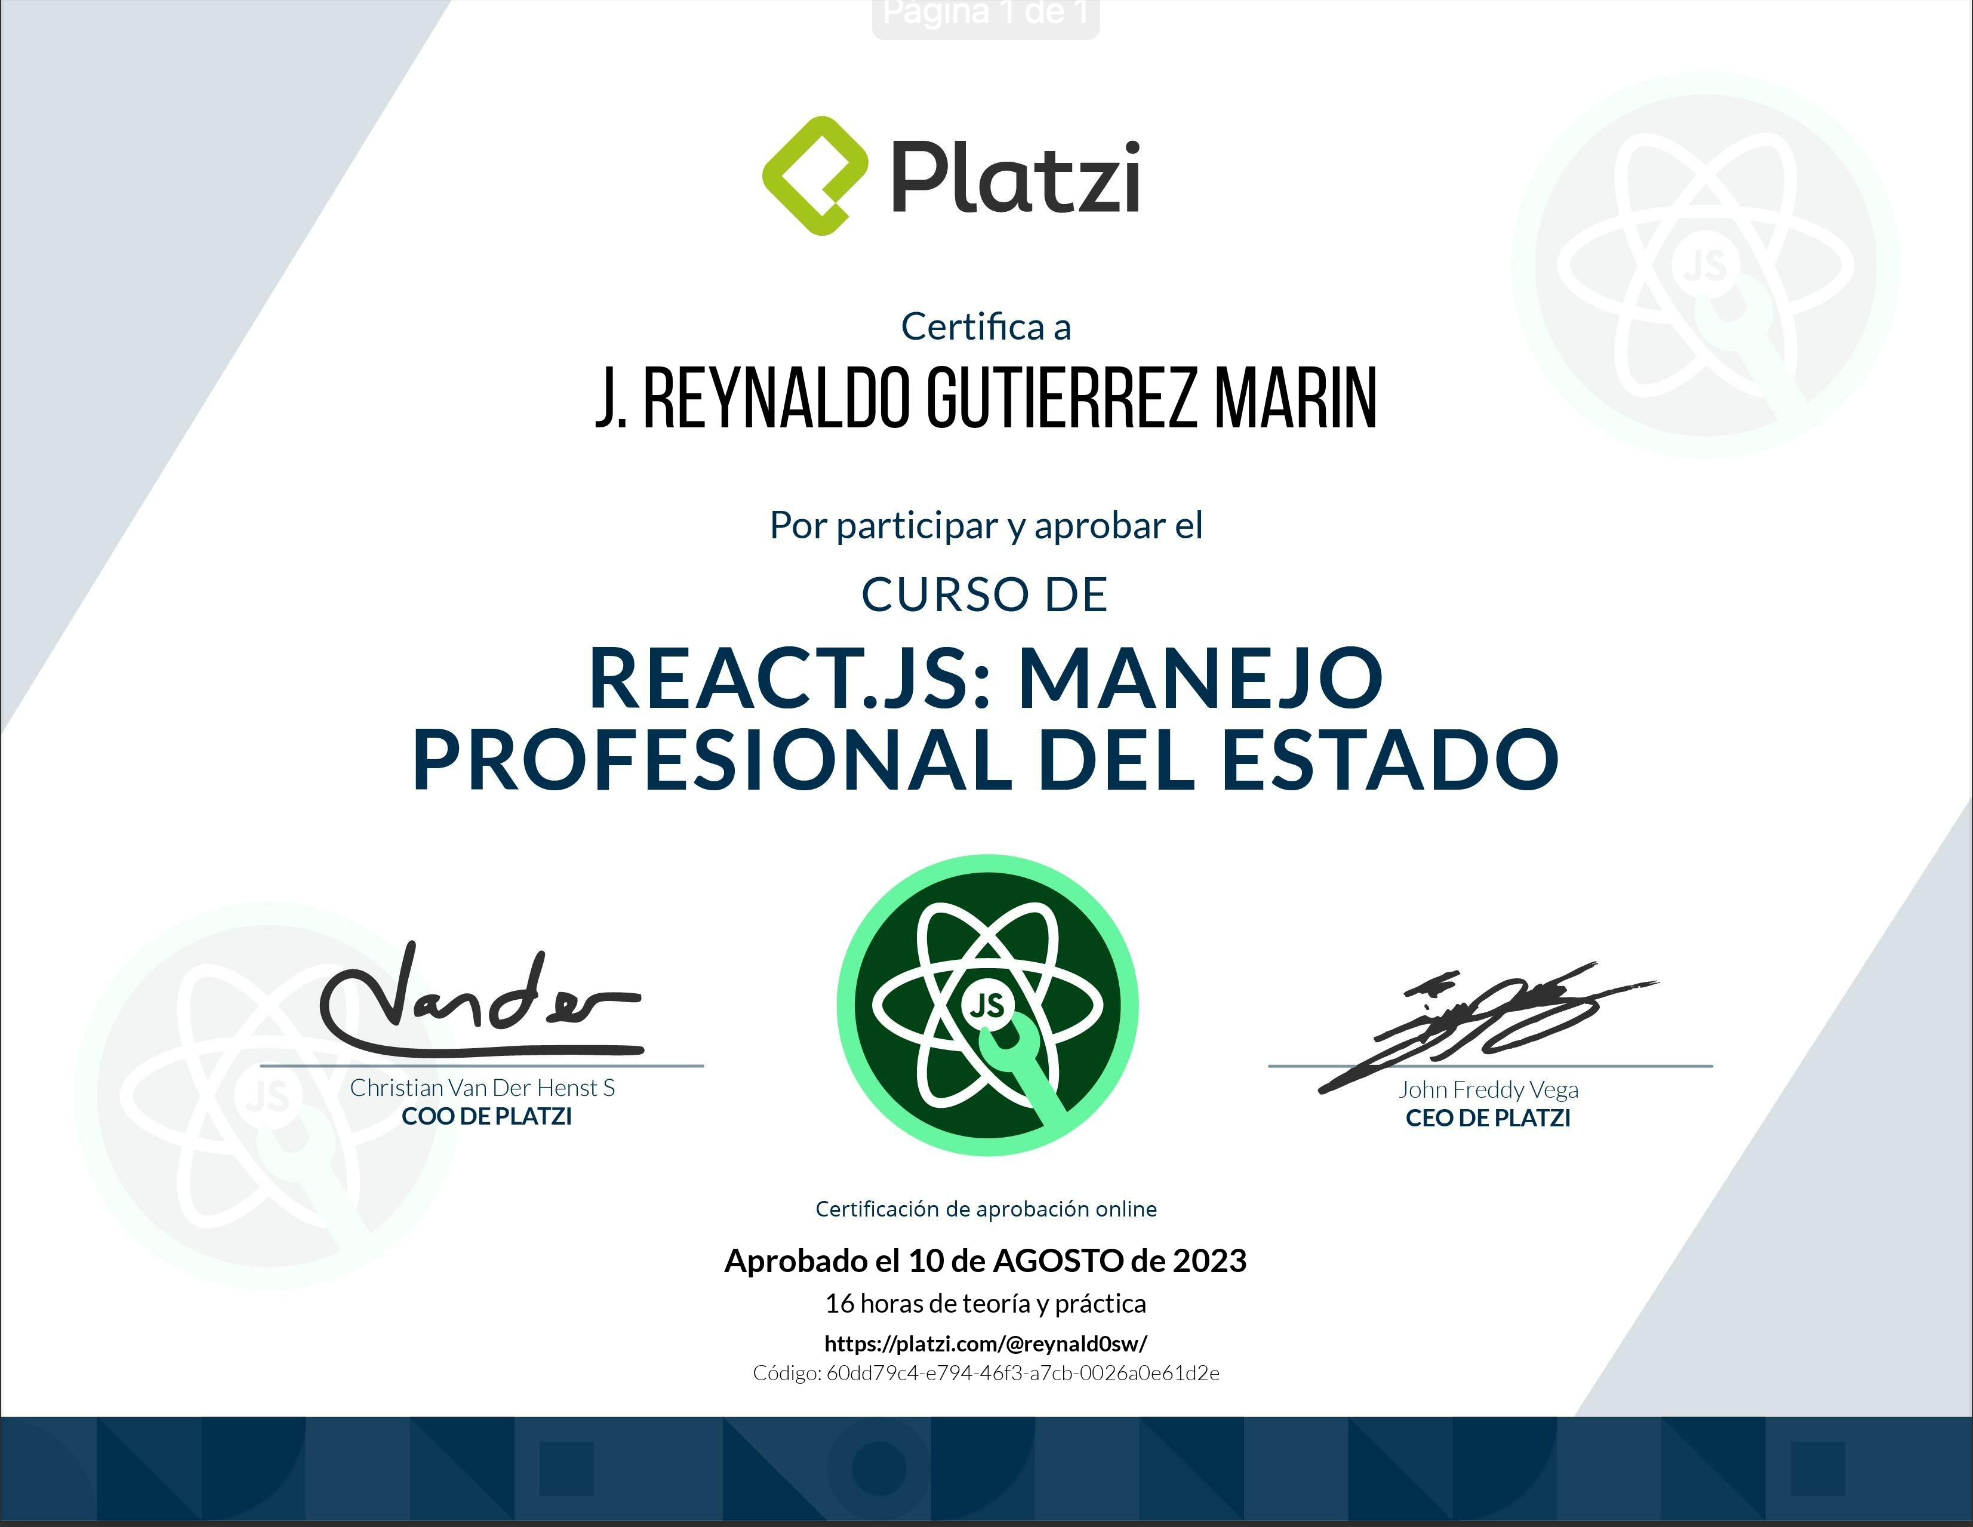 Página 1 de 1
Platzi
Certifica a
J. REYNALDO GUTIERREZ MARIN
Por participar y aprobar el
CURSO DE
REACT.JS: MANEJO
PROFESIONAL DEL ESTADO
JS
JS
Vander
JS
Christian Van Der Henst S
COO DE PLATZI
John Freddy Vega
CEO DE PLATZI
Certificación de aprobación online
Aprobado el 10 de AGOSTO de 2023
16 horas de teoría y práctica
https://platzi.com/@reynald0sw/
Código: 60dd79c4-e794-46f3-a7cb-0026a0e61d2e